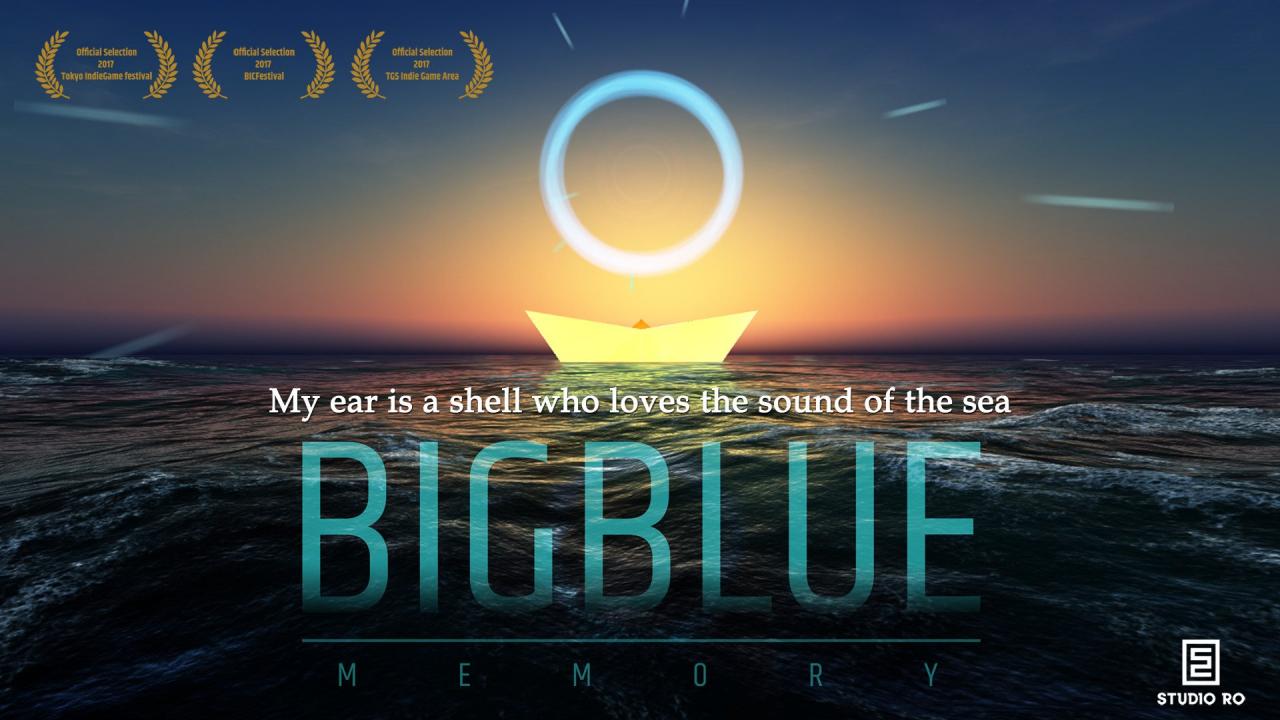 Official Selection
2017
Tokyo IndieGame festival
Official Selection
2017
BICFestival
Official Selection
2017
TGS Indie Game Area
My ear is a shell who loves the sound of the sea
BIGBLUE
MEMORY
STUDIO RO